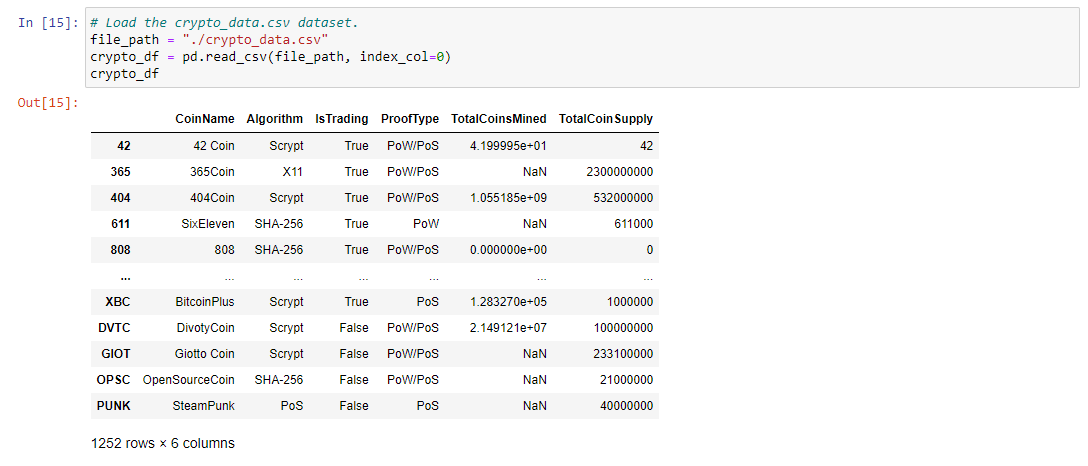 In [15]: # Load the crypto_data.csv dataset.
file_path = "./crypto_data.csv"
crypto_df = pd.read_csv(file_path, index_col=0)
crypto_df
Out[15]:
CoinName Algorithm IsTrading ProofType TotalCoinsMined TotalCoinSupply
42 42 Coin Scrypt True PoW/PoS 4.199995e+01 42
365 365Coin X11 True PoW/PoS NaN 2300000000
404 404Coin Scrypt True PoW/PoS 1.055185e+09 532000000
611 SixEleven SHA-256 True PoW NaN 611000
808 808 SHA-256 True PoW/PoS 0.000000e+00 0
... ... ... ... ... ... ...
XBC BitcoinPlus Scrypt True PoS 1.283270e+05 1000000
DVTC DivotyCoin Scrypt False PoW/PoS 2.149121e+07 100000000
GIOT Giotto Coin Scrypt False PoW/PoS NaN 233100000
OPSC OpenSourceCoin SHA-256 False PoW/PoS NaN 21000000
PUNK SteamPunk PoS False PoS NaN 40000000
1252 rows × 6 columns